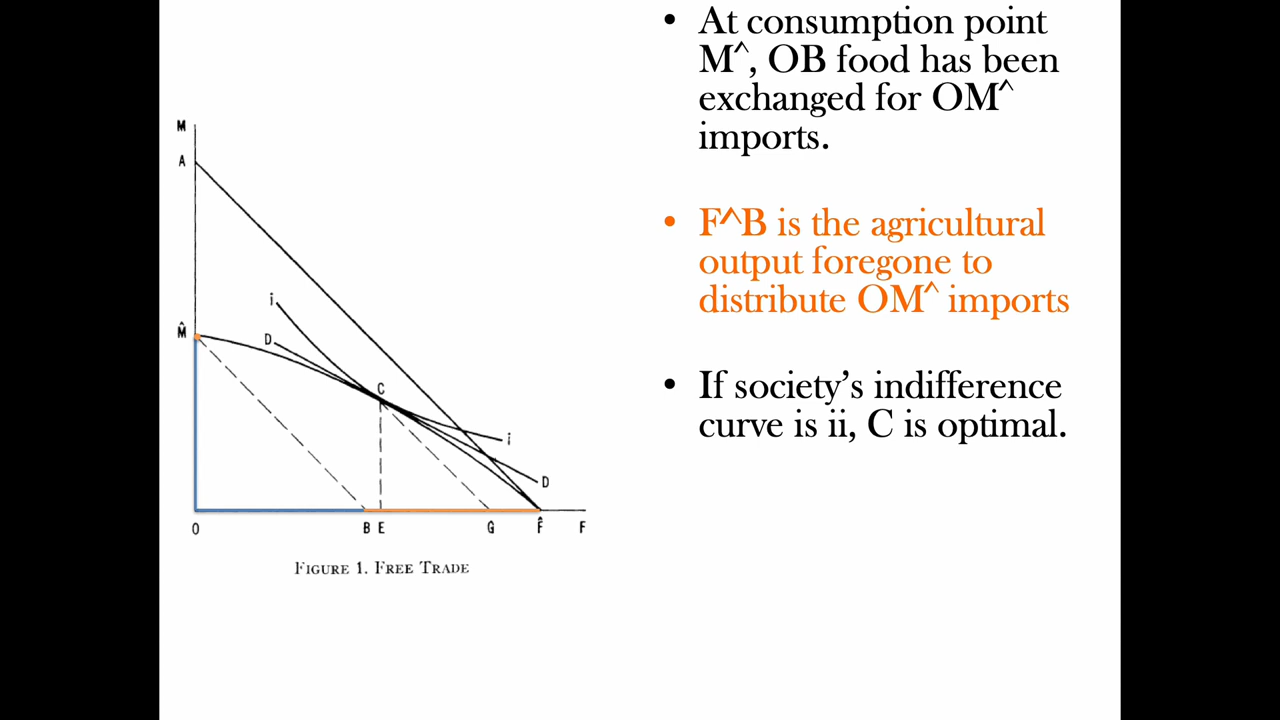 M
A
i
M̂
D
C
i
D
O
B E
G
F̂
F
FIGURE 1. FREE TRADE
• At consumption point
M^, OB food has been
exchanged for OM^
imports.
• F^B is the agricultural
output foregone to
distribute OM^ imports
• If society’s indifference
curve is ii, C is optimal.